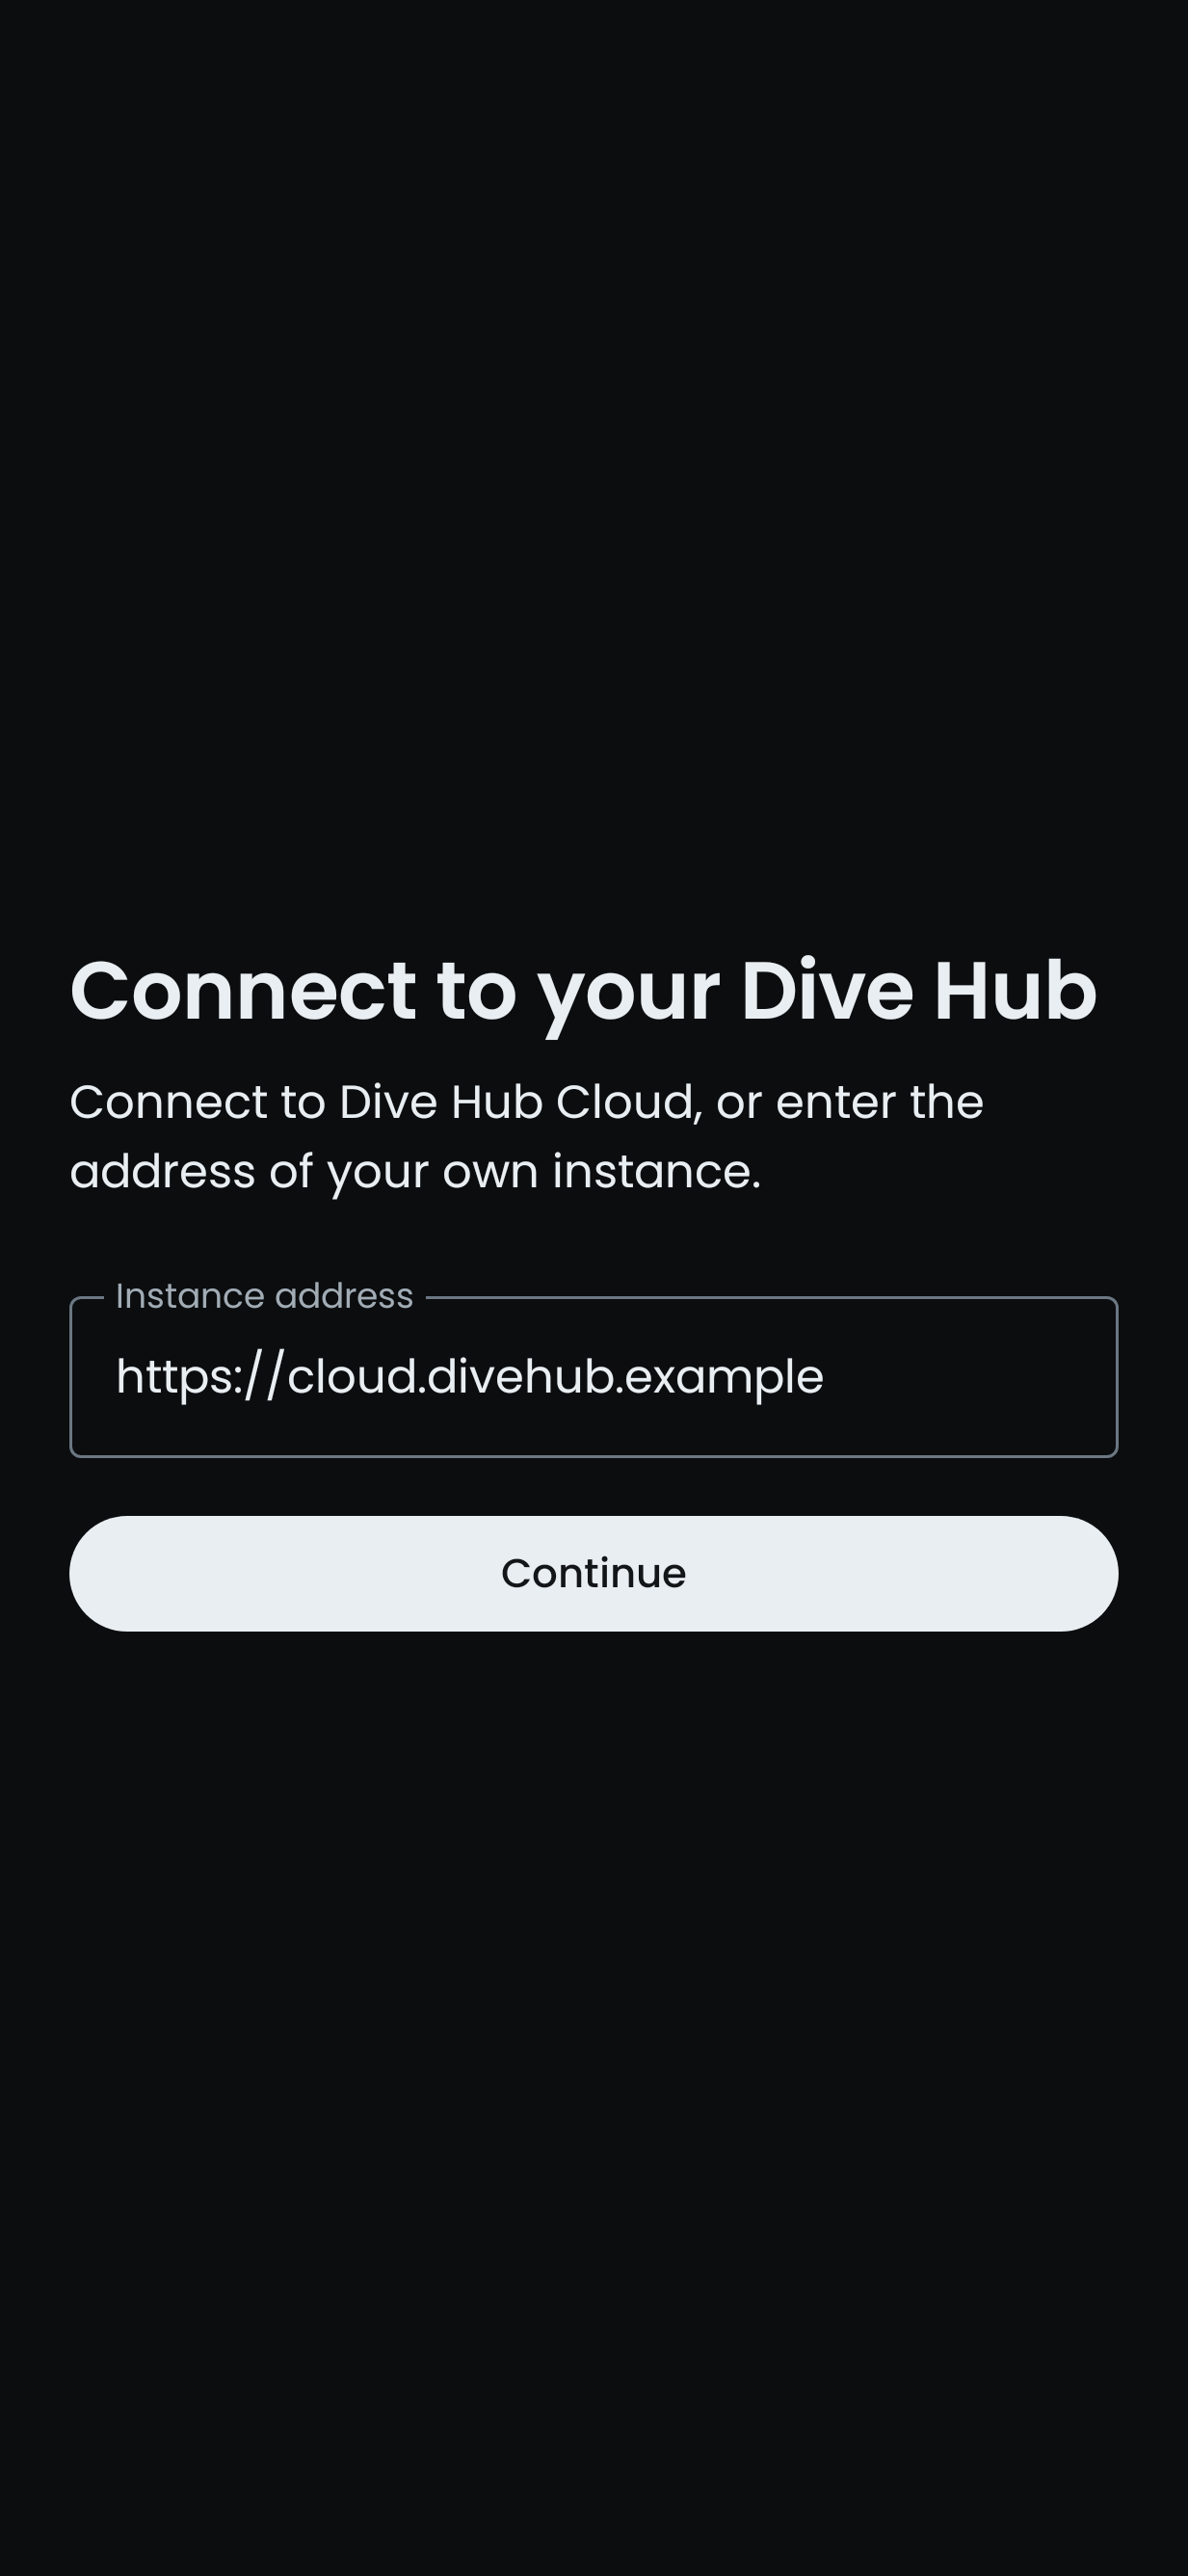 Connect to your Dive Hub
Connect to Dive Hub Cloud, or enter the
address of your own instance.
Instance address
https://cloud.divehub.example
Continue